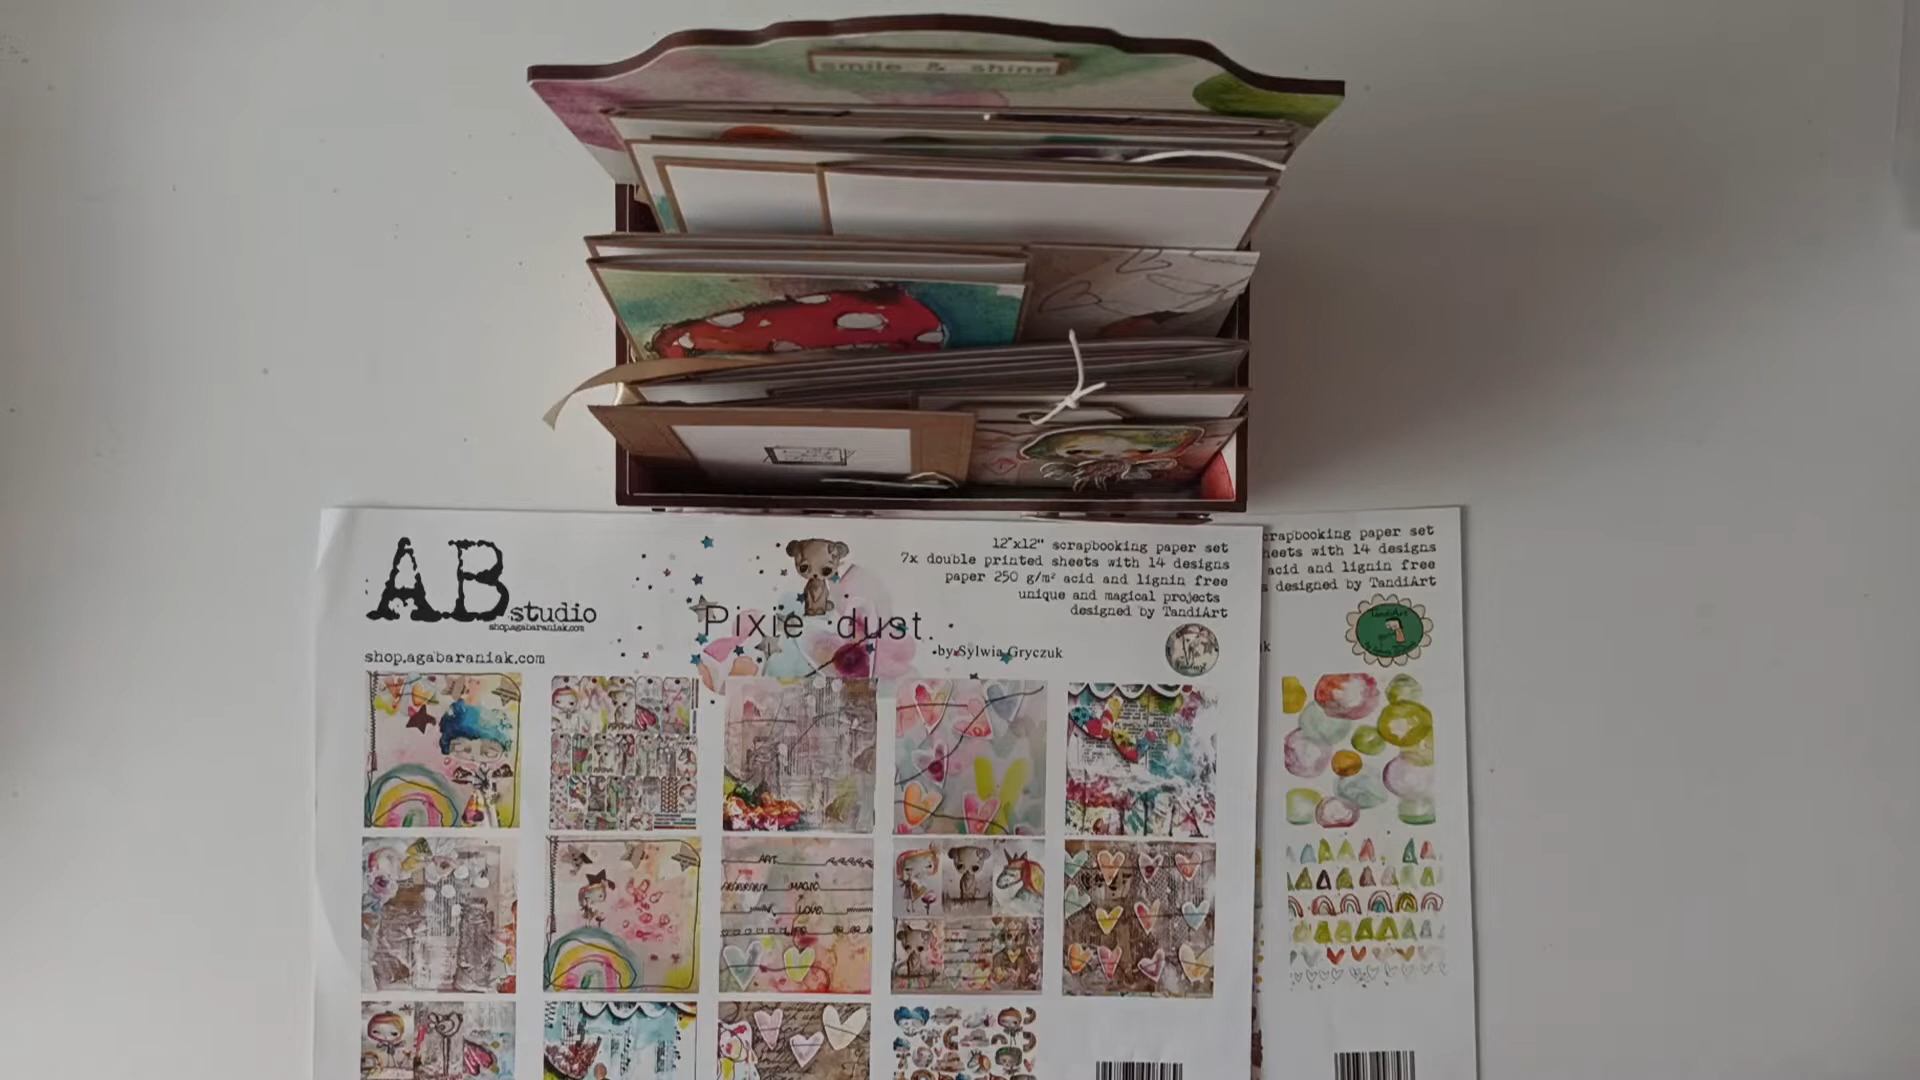 smile & shine
AB studio
shop.agabaraniak.com
shop.agabaraniak.com
Pixie dust.
by Sylwia Gryczuk
12"x12" scrapbooking paper set
7x double printed sheets with 14 designs
paper 250 g/m² acid and lignin free
unique and magical projects
designed by TandiArt
crapbooking paper set
heets with 14 designs
acid and lignin free
s designed by TandiArt
TandiArt
k
ART
MAGIC
LOVE
LIFE